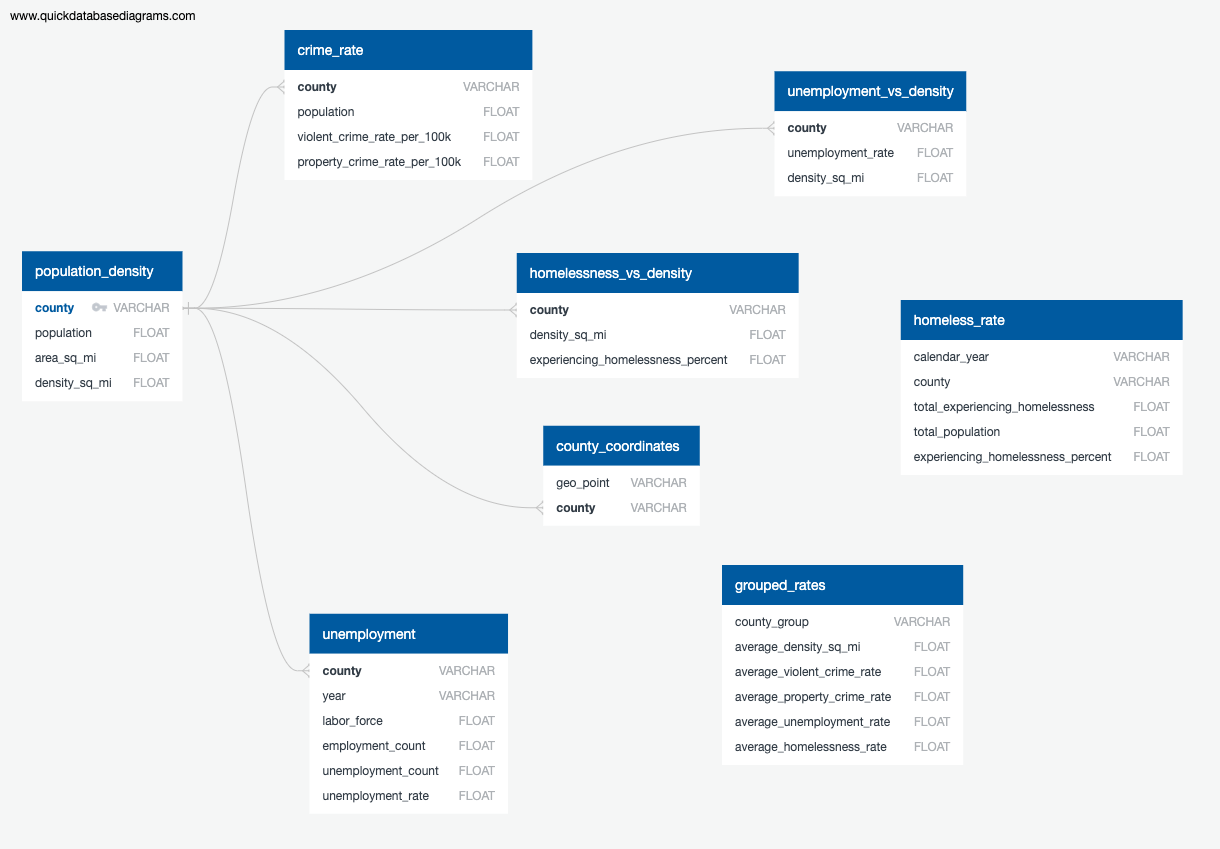 www.quickdatabasediagrams.com
crime_rate
county VARCHAR
population FLOAT
violent_crime_rate_per_100k FLOAT
property_crime_rate_per_100k FLOAT
unemployment_vs_density
county VARCHAR
unemployment_rate FLOAT
density_sq_mi FLOAT
population_density
county VARCHAR
population FLOAT
area_sq_mi FLOAT
density_sq_mi FLOAT
homelessness_vs_density
county VARCHAR
density_sq_mi FLOAT
experiencing_homelessness_percent FLOAT
homeless_rate
calendar_year VARCHAR
county VARCHAR
total_experiencing_homelessness FLOAT
total_population FLOAT
experiencing_homelessness_percent FLOAT
county_coordinates
geo_point VARCHAR
county VARCHAR
grouped_rates
county_group VARCHAR
average_density_sq_mi FLOAT
average_violent_crime_rate FLOAT
average_property_crime_rate FLOAT
average_unemployment_rate FLOAT
average_homelessness_rate FLOAT
unemployment
county VARCHAR
year VARCHAR
labor_force FLOAT
employment_count FLOAT
unemployment_count FLOAT
unemployment_rate FLOAT